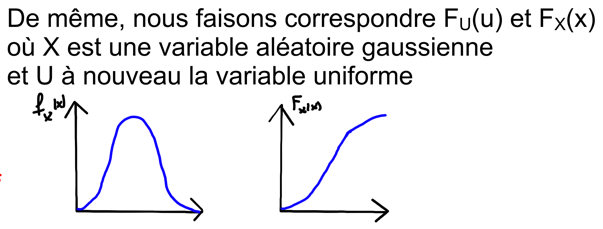 De même, nous faisons correspondre F_U(u) et F_X(x)
où X est une variable aléatoire gaussienne
et U à nouveau la variable uniforme
f_x(x) F_x(x)